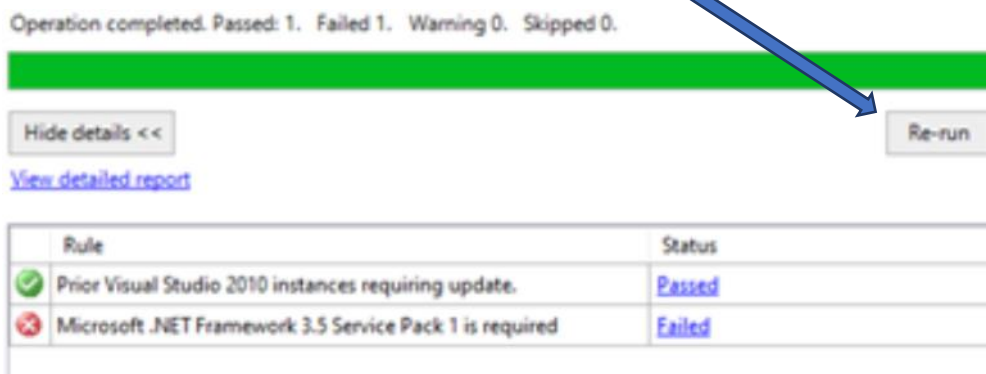 Operation completed. Passed: 1. Failed 1. Warning 0. Skipped 0.
Hide details <<
Re-run
View detailed report
Rule Status
Prior Visual Studio 2010 instances requiring update. Passed
Microsoft .NET Framework 3.5 Service Pack 1 is required Failed